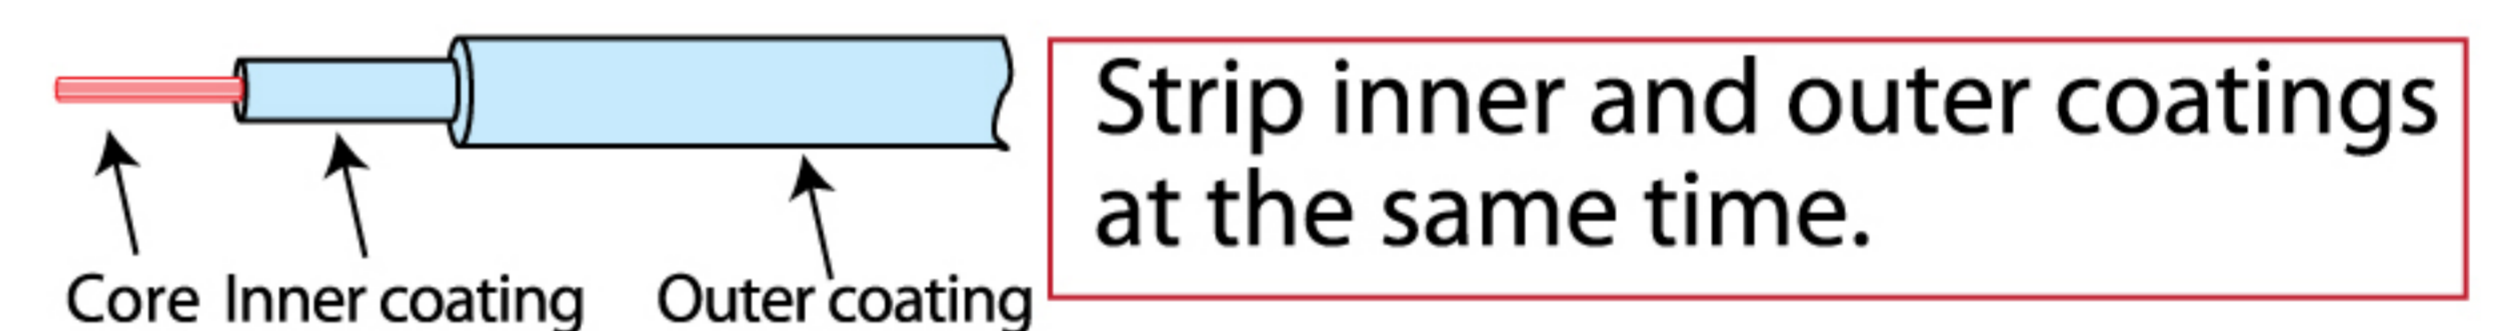 Strip inner and outer coatings
at the same time.
Core Inner coating Outer coating